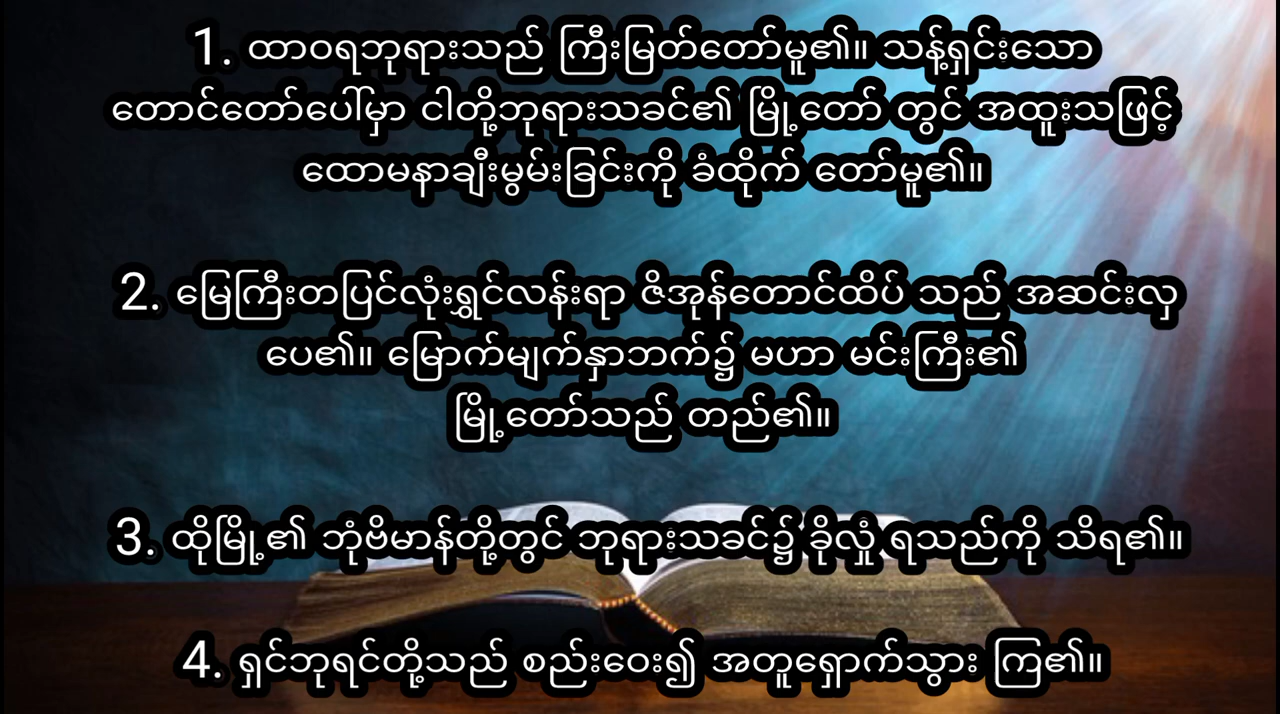 1. ထာဝရဘုရားသည် ကြီးမြတ်တော်မူ၏။ သန့်ရှင်းသော
တောင်တော်ပေါ်မှာ ငါတို့ဘုရားသခင်၏ မြို့တော် တွင် အထူးသဖြင့်
ထောမနာချီးမွမ်းခြင်းကို ခံထိုက် တော်မူ၏။
2. မြေကြီးတပြင်လုံးရွှင်လန်းရာ ဇိအုန်တောင်ထိပ် သည် အဆင်းလှ
ပေ၏။ မြောက်မျက်နှာဘက်၌ မဟာ မင်းကြီး၏
မြို့တော်သည် တည်၏။
3. ထိုမြို့၏ ဘုံဗိမာန်တို့တွင် ဘုရားသခင်၌ ခိုလှုံ ရသည်ကို သိရ၏။
4. ရှင်ဘုရင်တို့သည် စည်းဝေး၍ အတူရှောက်သွား ကြ၏။